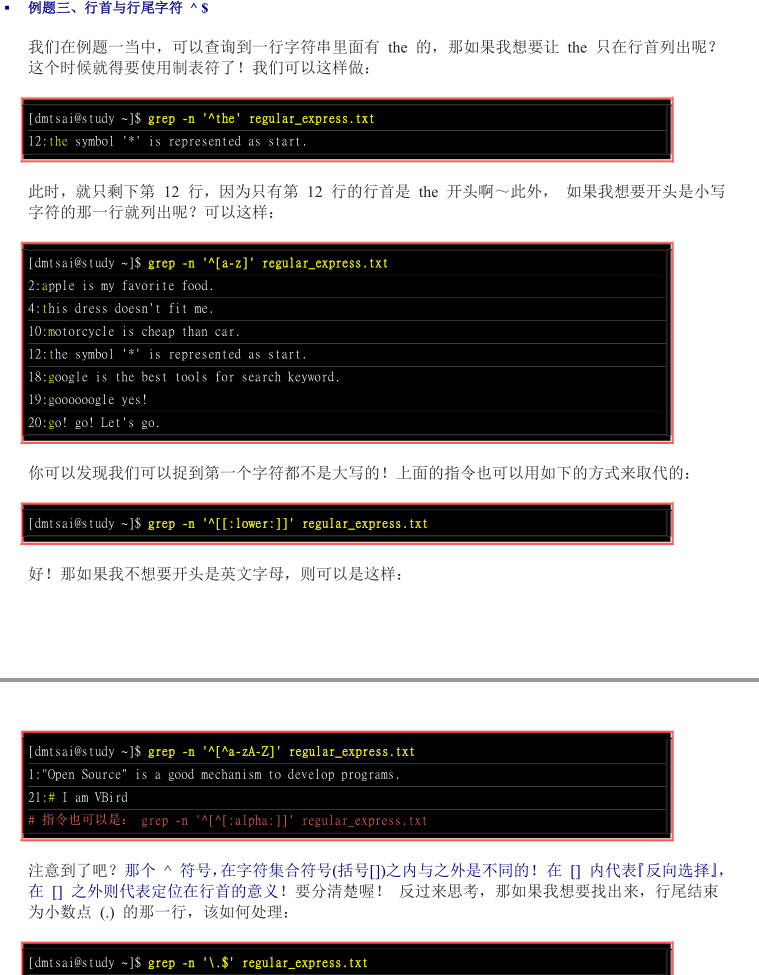 ▪ 例题三、行首与行尾字符 ^ $
我们在例题一当中，可以查询到一行字符串里面有 the 的，那如果我想要让 the 只在行首列出呢？
这个时候就得要使用制表符了！我们可以这样做：
[dmtsai@study ~]$ grep -n '^the' regular_express.txt
12:the symbol '*' is represented as start.
此时，就只剩下第 12 行，因为只有第 12 行的行首是 the 开头啊～此外， 如果我想要开头是小写
字符的那一行就列出呢？可以这样：
[dmtsai@study ~]$ grep -n '^[a-z]' regular_express.txt
2:apple is my favorite food.
4:this dress doesn't fit me.
10:motorcycle is cheap than car.
12:the symbol '*' is represented as start.
18:google is the best tools for search keyword.
19:goooooogle yes!
20:go! go! Let's go.
你可以发现我们可以捉到第一个字符都不是大写的！上面的指令也可以用如下的方式来取代的：
[dmtsai@study ~]$ grep -n '^[[:lower:]]' regular_express.txt
好！那如果我不想要开头是英文字母，则可以是这样：
[dmtsai@study ~]$ grep -n '^[^a-zA-Z]' regular_express.txt
1:"Open Source" is a good mechanism to develop programs.
21:# I am VBird
# 指令也可以是： grep -n '^[^[:alpha:]]' regular_express.txt
注意到了吧？那个 ^ 符号，在字符集合符号(括号[])之内与之外是不同的！在 [] 内代表『反向选择』，
在 [] 之外则代表定位在行首的意义！要分清楚喔！ 反过来思考，那如果我想要找出来，行尾结束
为小数点 (.) 的那一行，该如何处理：
[dmtsai@study ~]$ grep -n '\.$' regular_express.txt